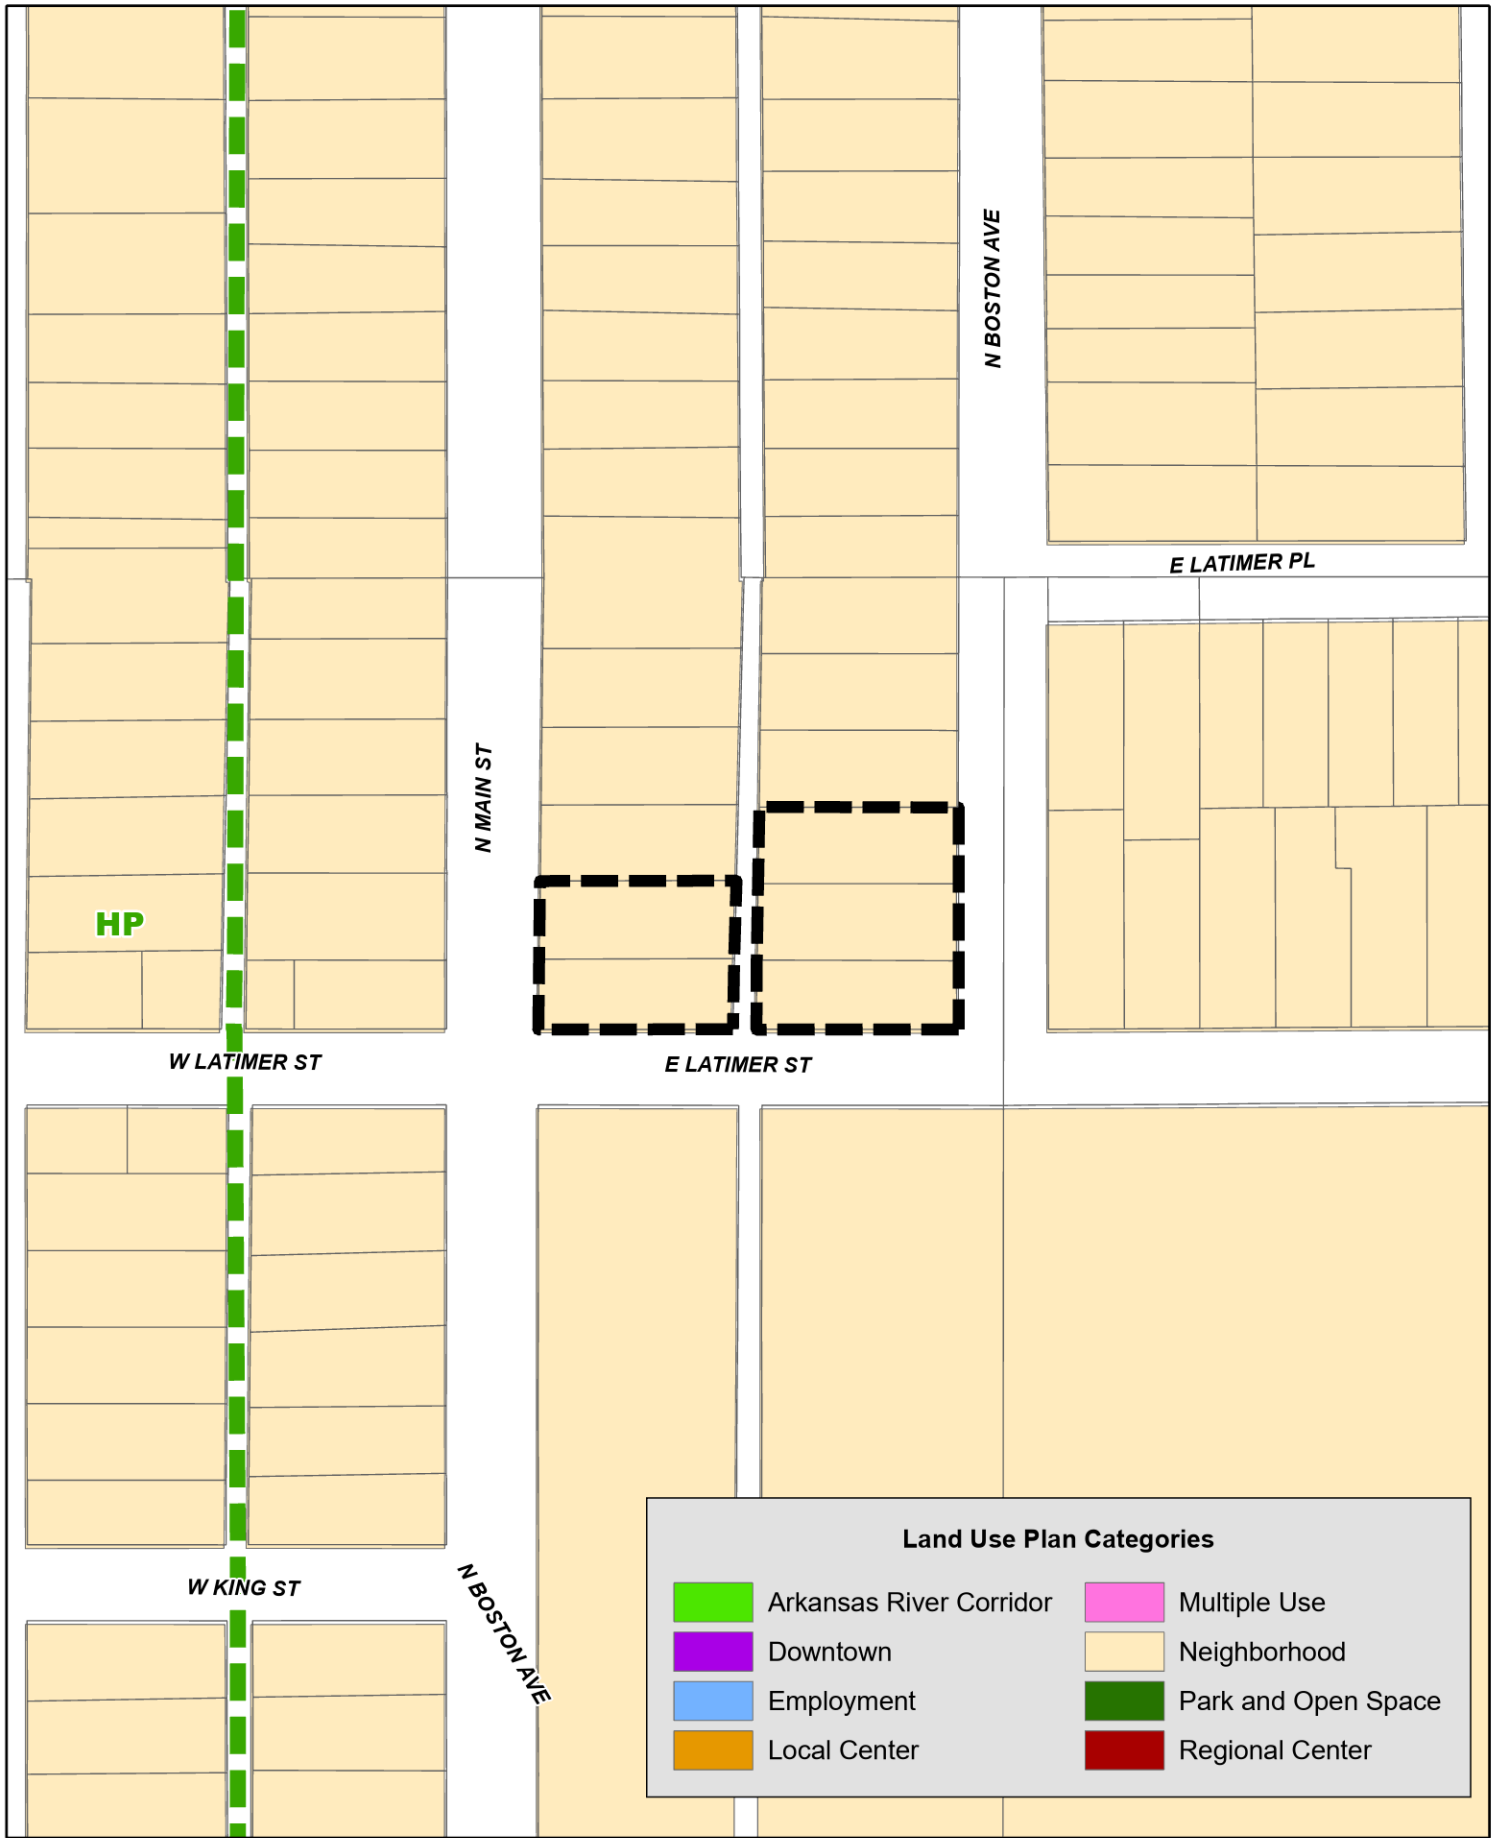 N BOSTON AVE
E LATIMER PL
N MAIN ST
HP
W LATIMER ST
E LATIMER ST
W KING ST
N BOSTON AVE
Land Use Plan Categories
Arkansas River Corridor
Downtown
Employment
Local Center
Multiple Use
Neighborhood
Park and Open Space
Regional Center